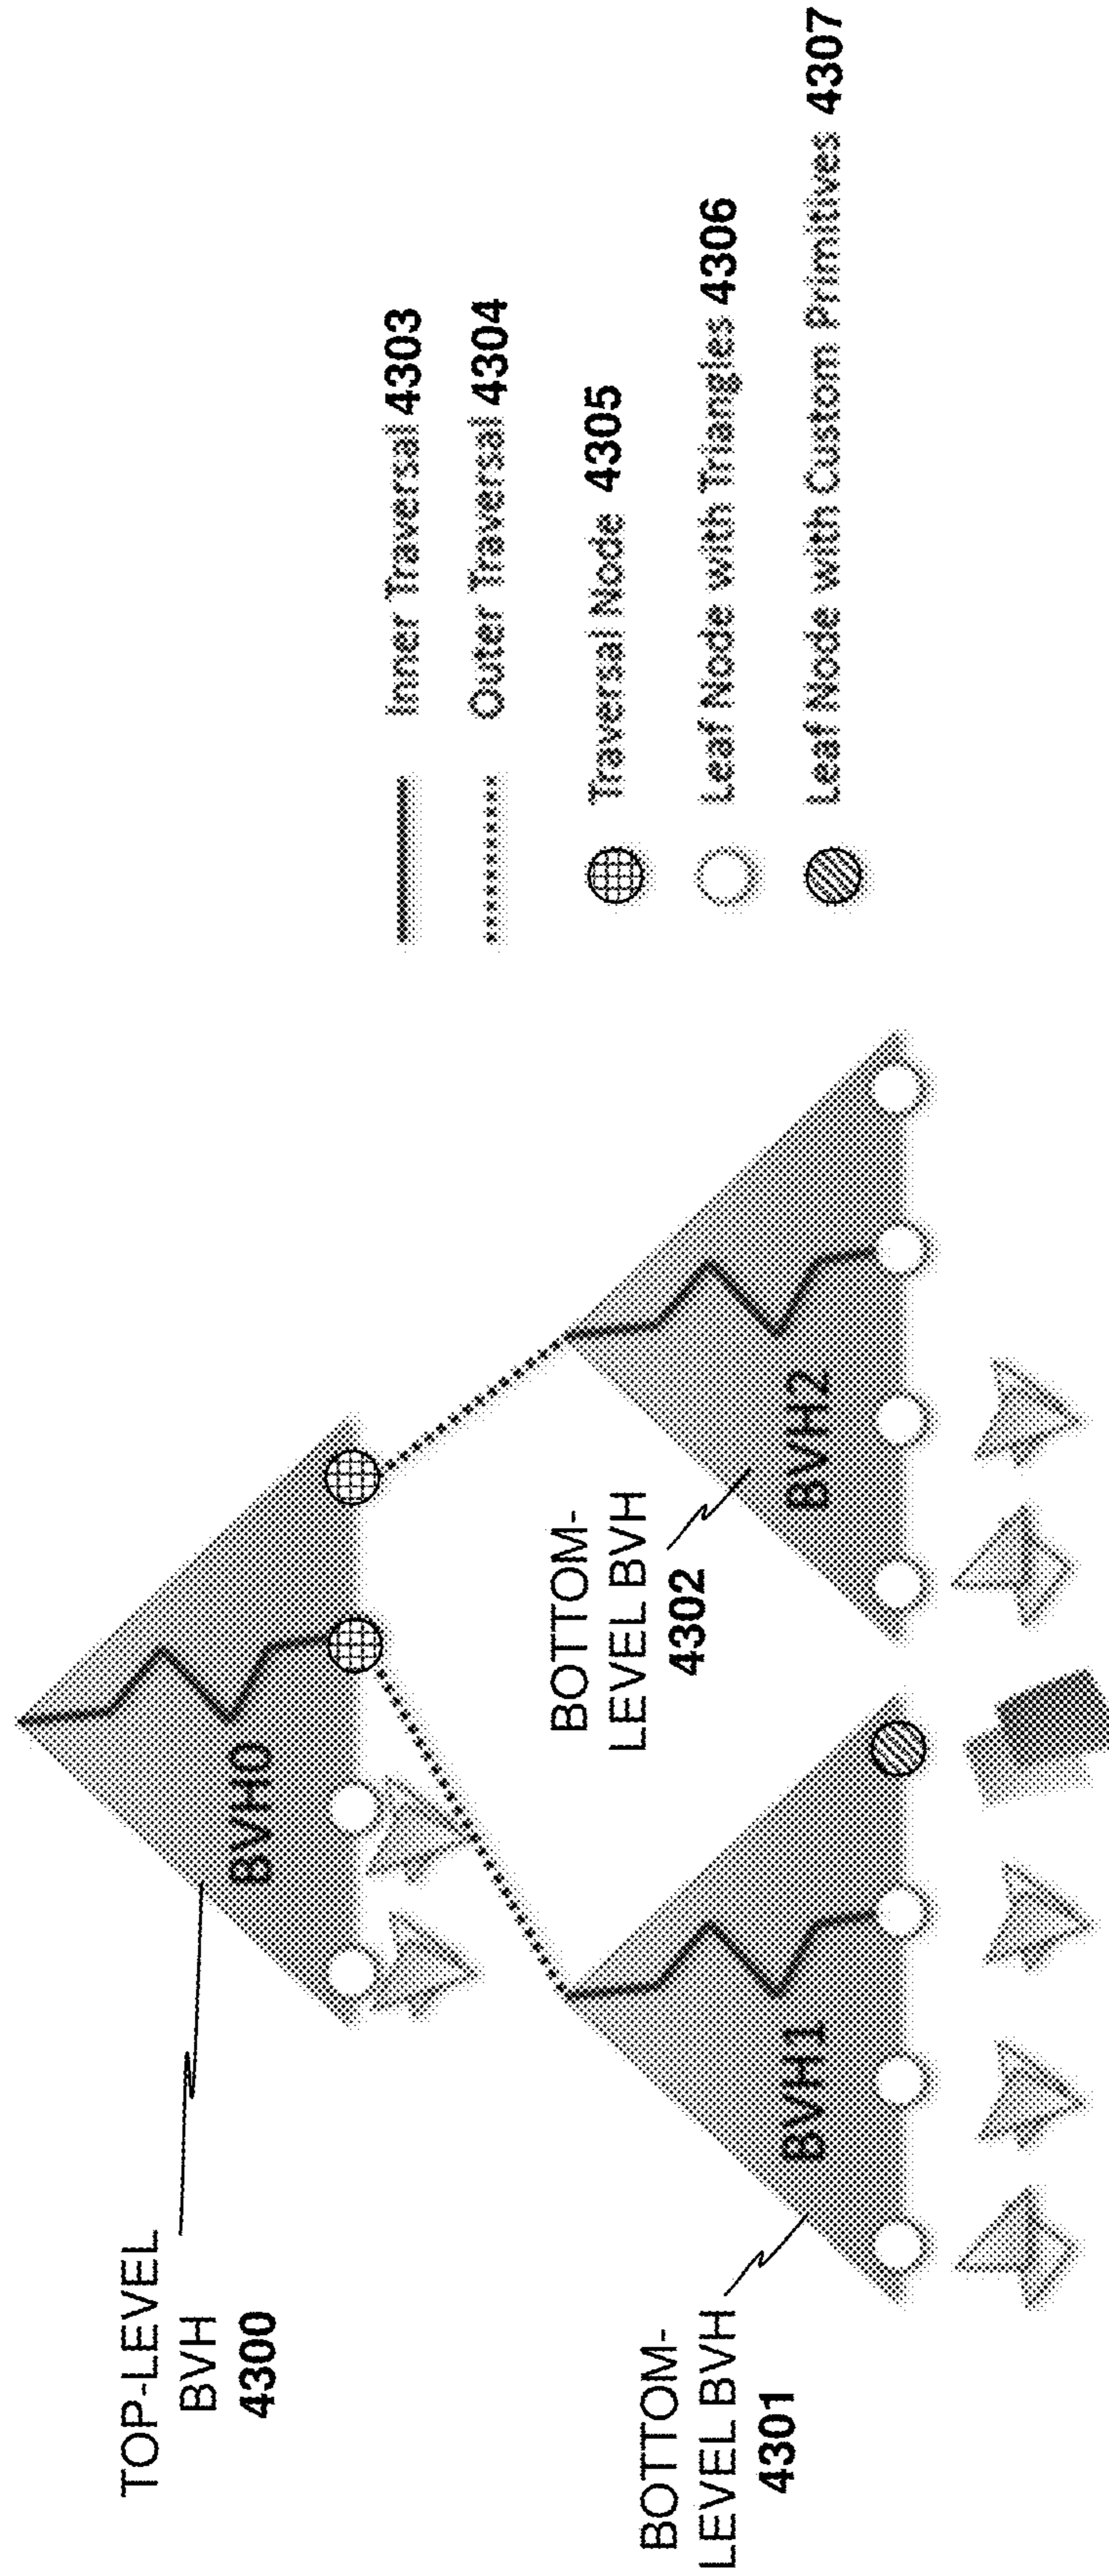 TOP-LEVEL
BVH
4300
BVH0
BOTTOM-
LEVEL BVH
4301
BVH1
BOTTOM-
LEVEL BVH
4302
BVH2
Inner Traversal 4303
Outer Traversal 4304
Traversal Node 4305
Leaf Node with Triangles 4306
Leaf Node with Custom Primitives 4307